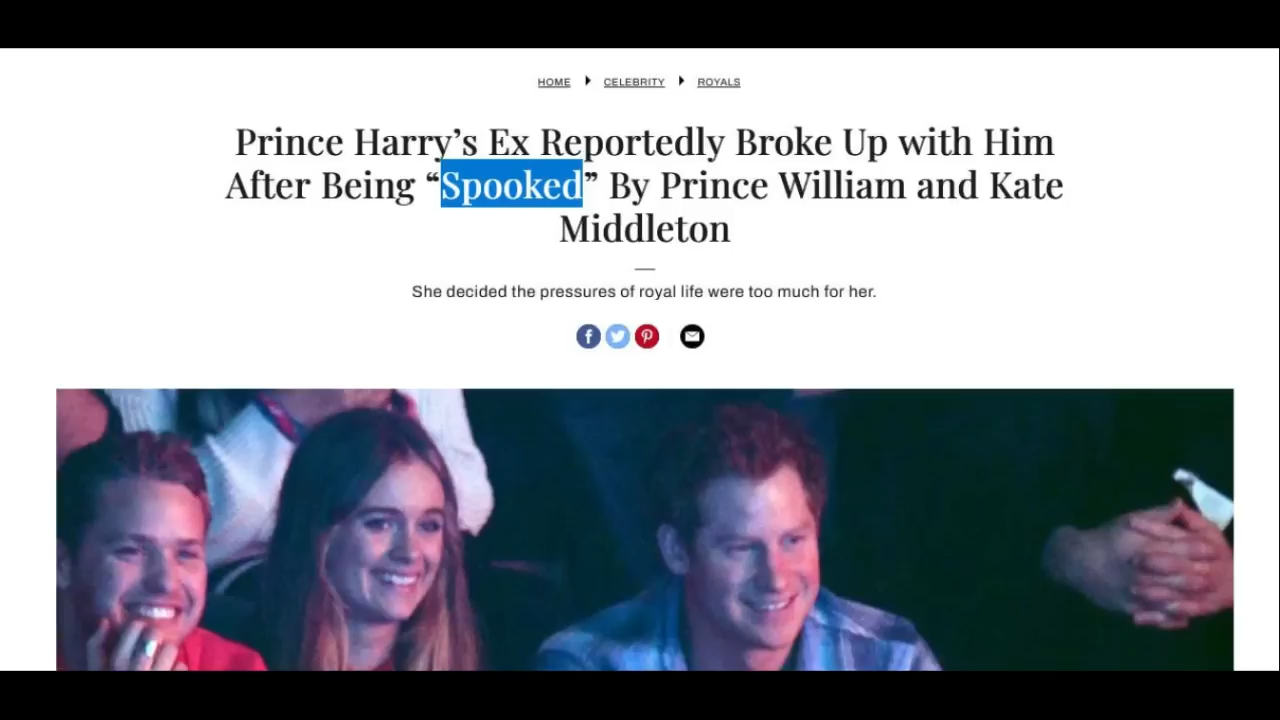 HOME CELEBRITY ROYALS
Prince Harry’s Ex Reportedly Broke Up with Him
After Being “Spooked” By Prince William and Kate
Middleton
She decided the pressures of royal life were too much for her.